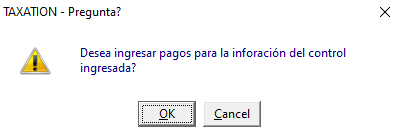 TAXATION - Pregunta?
Desea ingresar pagos para la inforación del control
ingresada?
OK Cancel